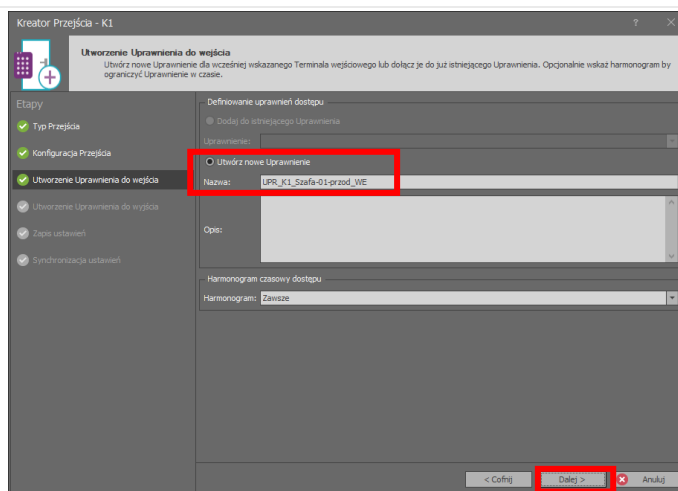 Kreator Przejścia - K1
Utworzenie Uprawnienia do wejścia
Utwórz nowe Uprawnienie dla wcześniej wskazanego Terminala wejściowego lub dołącz je do już istniejącego Uprawnienia. Opcjonalnie wskaż harmonogram by
ograniczyć Uprawnienie w czasie.
Etapy
Typ Przejścia
Konfiguracja Przejścia
Utworzenie Uprawnienia do wejścia
Utworzenie Uprawnienia do wyjścia
Zapis ustawień
Synchronizacja ustawień
Definiowanie uprawnień dostępu
Dodaj do istniejącego Uprawnienia
Uprawnienie:
Utwórz nowe Uprawnienie
Nazwa: UPR_K1_Szafa-01-przod_WE
Opis:
Harmonogram czasowy dostępu
Harmonogram: Zawsze
< Cofnij Dalej > Anuluj